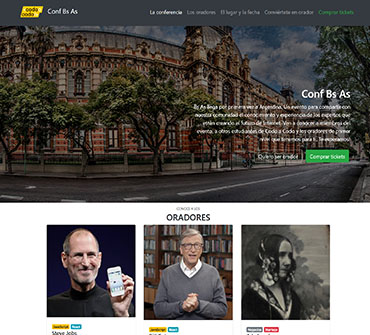 codo
codo
Conf Bs As
La conferencia Los oradores El lugar y la fecha Conviértete en orador Comprar tickets
Conf Bs As
Bs As llega por primera vez a Argentina. Un evento para compartir con
nuestra comunidad el conocimiento y experiencia de los expertos que
están creando el futuro de Internet. Ven a conocer a miembros del
evento, a otros estudiantes de Codo a Codo y los oradores de primer
nivel que tenemos para ti. Te esperamos!
Quiero ser orador Comprar tickets
CONOCE A LOS
ORADORES
JavaScript React
Steve Jobs
JavaScript React
Negocios Startups